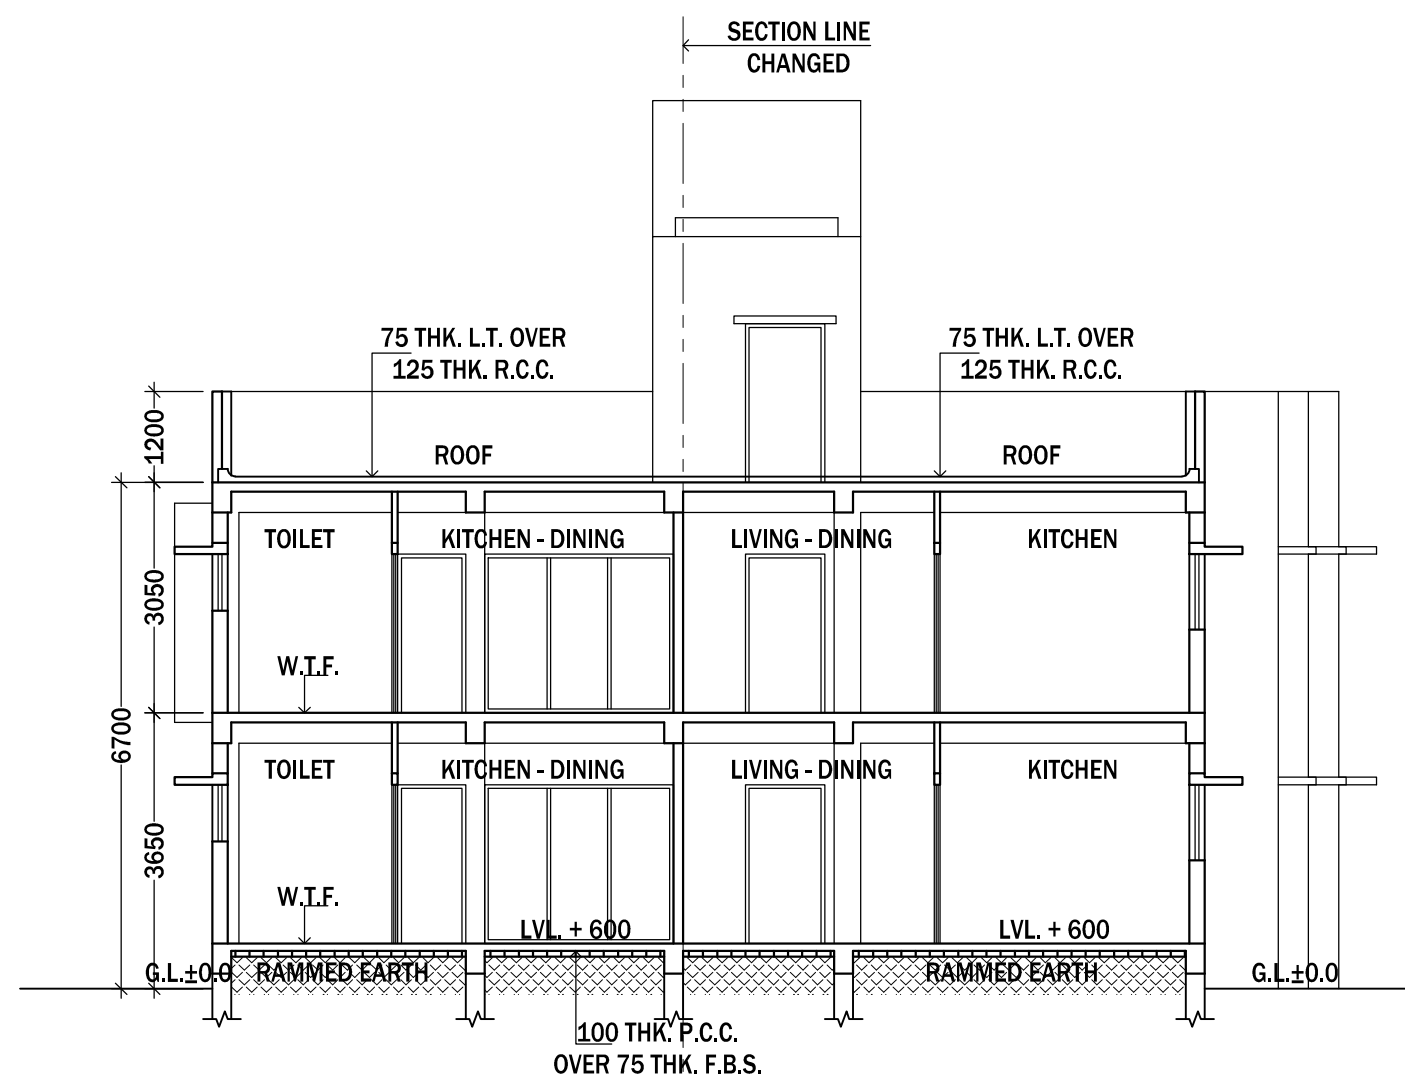 SECTION LINE
CHANGED
75 THK. L.T. OVER
125 THK. R.C.C.
75 THK. L.T. OVER
125 THK. R.C.C.
1200
ROOF
ROOF
TOILET
KITCHEN - DINING
LIVING - DINING
KITCHEN
3050
W.T.F.
6700
TOILET
KITCHEN - DINING
LIVING - DINING
KITCHEN
3650
W.T.F.
LVL. + 600
LVL. + 600
G.L.±0.0
RAMMED EARTH
RAMMED EARTH
G.L.±0.0
100 THK. P.C.C.
OVER 75 THK. F.B.S.